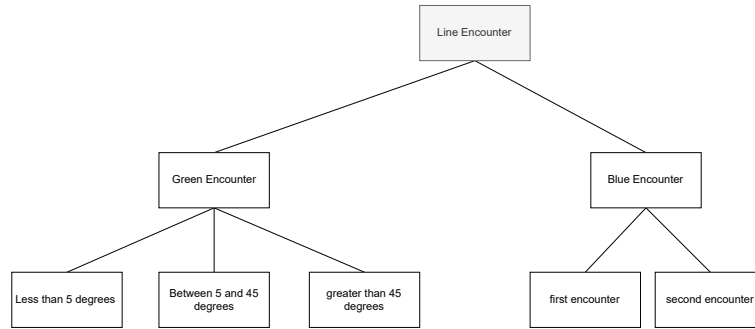 Line Encounter
Green Encounter
Blue Encounter
Less than 5 degrees
Between 5 and 45
degrees
greater than 45
degrees
first encounter
second encounter